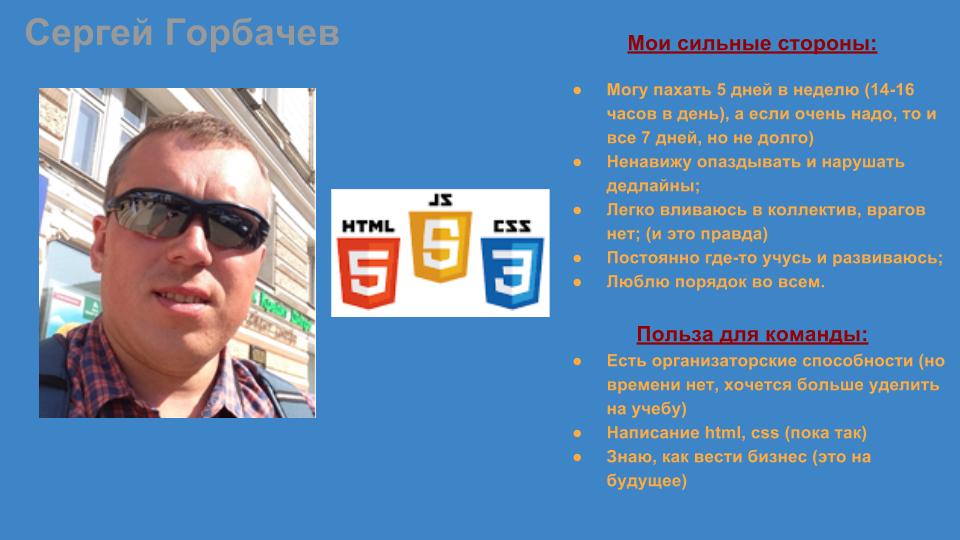 Сергей Горбачев
HTML
JS
CSS
5
5
3
Мои сильные стороны:
● Могу пахать 5 дней в неделю (14-16
часов в день), а если очень надо, то и
все 7 дней, но не долго)
● Ненавижу опаздывать и нарушать
дедлайны;
● Легко вливаюсь в коллектив, врагов
нет; (и это правда)
● Постоянно где-то учусь и развиваюсь;
● Люблю порядок во всем.
Польза для команды:
● Есть организаторские способности (но
времени нет, хочется больше уделить
на учебу)
● Написание html, css (пока так)
● Знаю, как вести бизнес (это на
будущее)